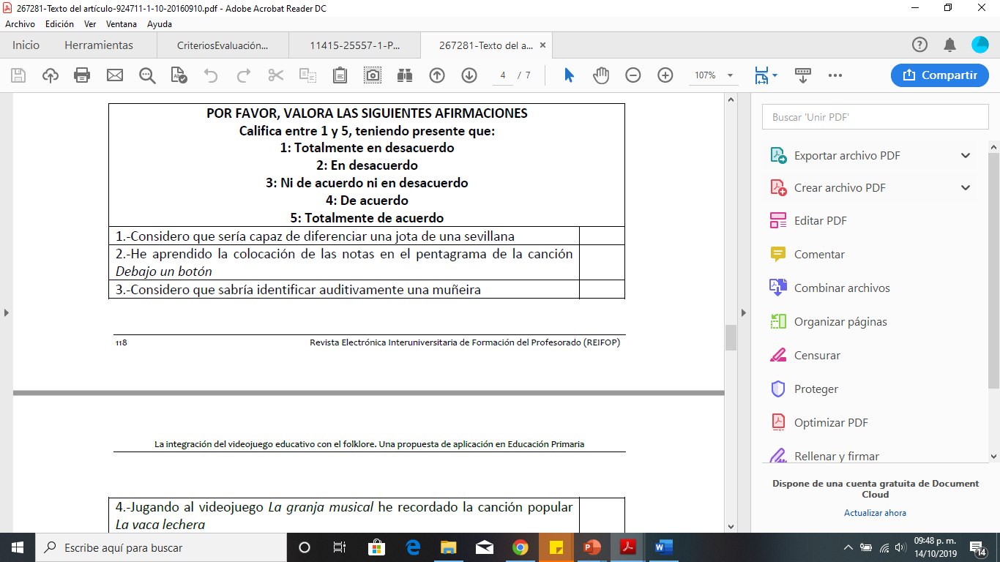 267281-Texto del artículo-924711-1-10-20160910.pdf - Adobe Acrobat Reader DC
Archivo Edición Ver Ventana Ayuda
Inicio Herramientas CriteriosEvaluación... 11415-25557-1-P... 267281-Texto del a... ×
4 / 7 107% Compartir
POR FAVOR, VALORA LAS SIGUIENTES AFIRMACIONES
Califica entre 1 y 5, teniendo presente que:
1: Totalmente en desacuerdo
2: En desacuerdo
3: Ni de acuerdo ni en desacuerdo
4: De acuerdo
5: Totalmente de acuerdo
1.-Considero que sería capaz de diferenciar una jota de una sevillana
2.-He aprendido la colocación de las notas en el pentagrama de la canción
Debajo un botón
3.-Considero que sabría identificar auditivamente una muñeira
118 Revista Electrónica Interuniversitaria de Formación del Profesorado (REIFOP)
La integración del videojuego educativo con el folklore. Una propuesta de aplicación en Educación Primaria
4.-Jugando al videojuego La granja musical he recordado la canción popular
La vaca lechera
Buscar 'Unir PDF'
Exportar archivo PDF
Crear archivo PDF
Editar PDF
Comentar
Combinar archivos
Organizar páginas
Censurar
Proteger
Optimizar PDF
Rellenar y firmar
Dispone de una cuenta gratuita de Document
Cloud
Actualizar ahora
Escribe aquí para buscar
09:48 p. m.
14/10/2019
14